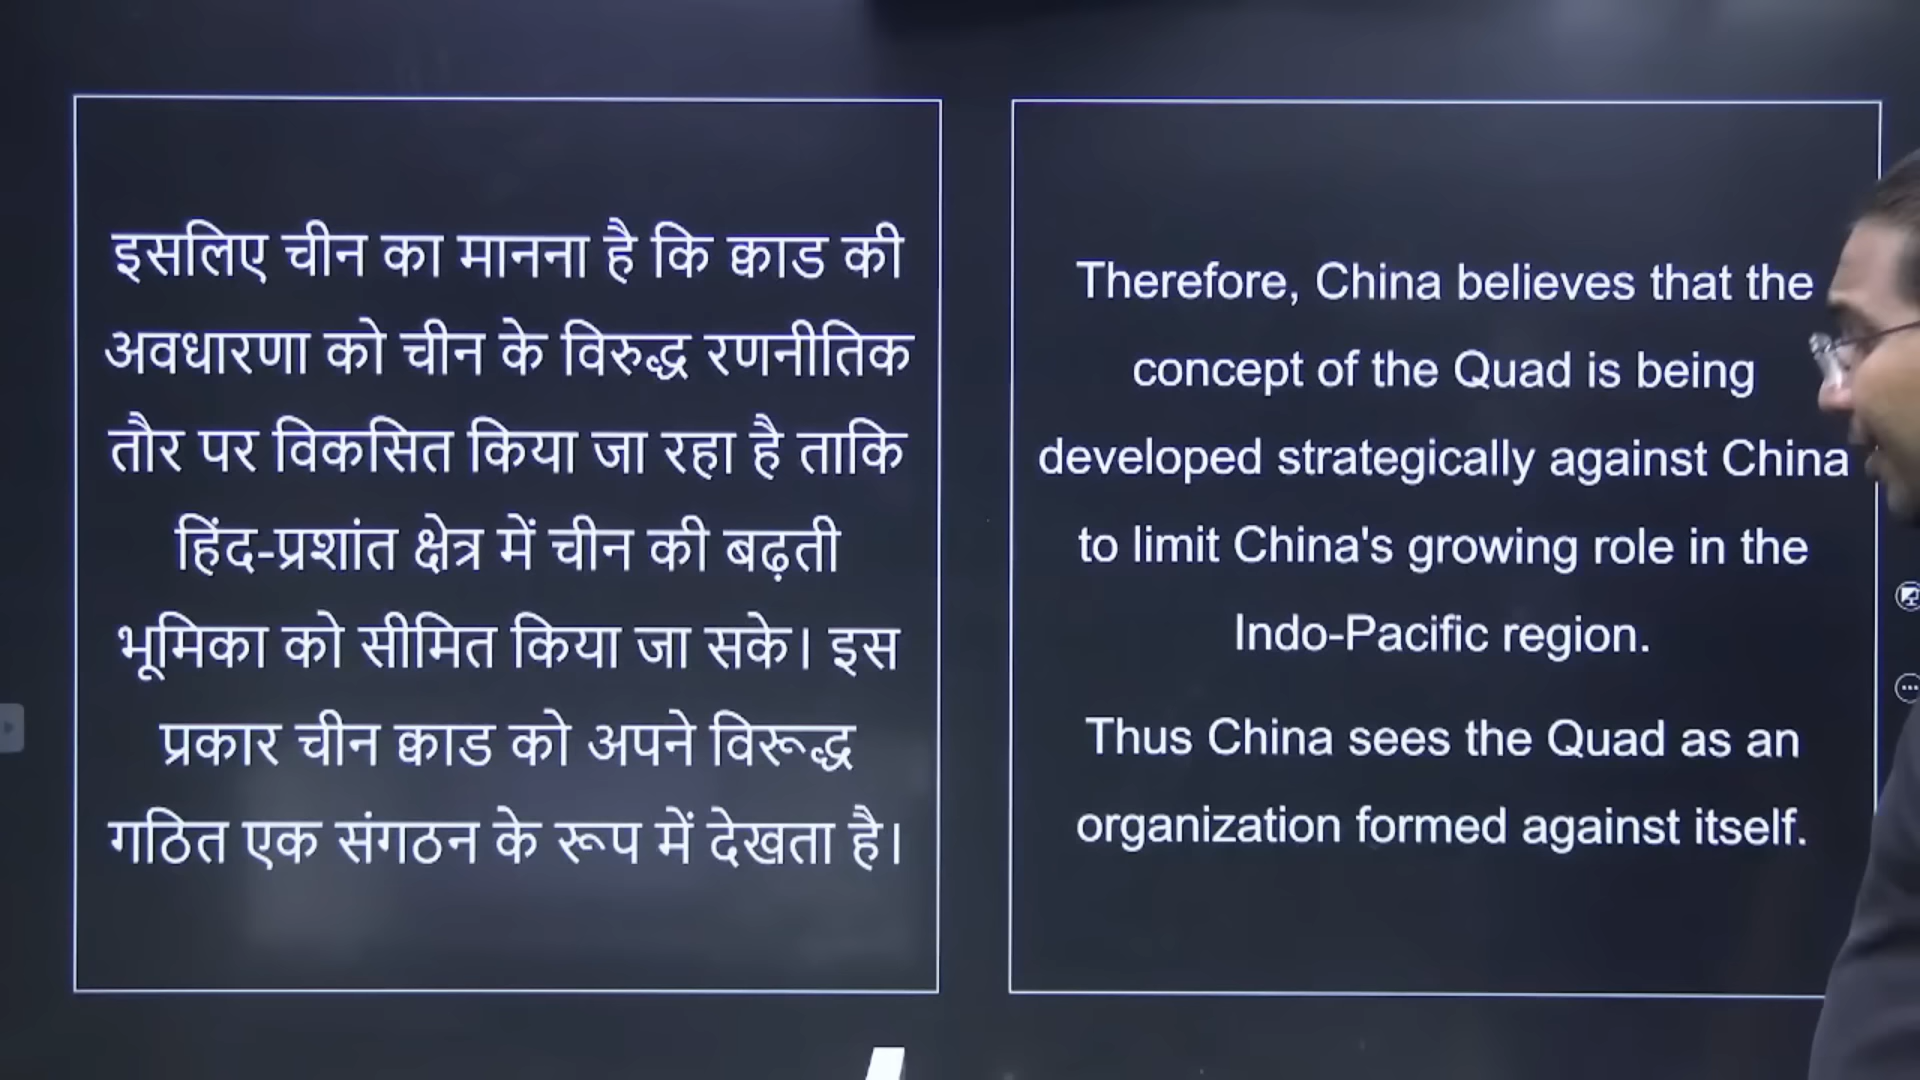 इसलिए चीन का मानना है कि क्वाड की
अवधारणा को चीन के विरुद्ध रणनीतिक
तौर पर विकसित किया जा रहा है ताकि
हिंद-प्रशांत क्षेत्र में चीन की बढ़ती
भूमिका को सीमित किया जा सके। इस
प्रकार चीन क्वाड को अपने विरूद्ध
गठित एक संगठन के रूप में देखता है।
Therefore, China believes that the
concept of the Quad is being
developed strategically against China
to limit China's growing role in the
Indo-Pacific region.
Thus China sees the Quad as an
organization formed against itself.